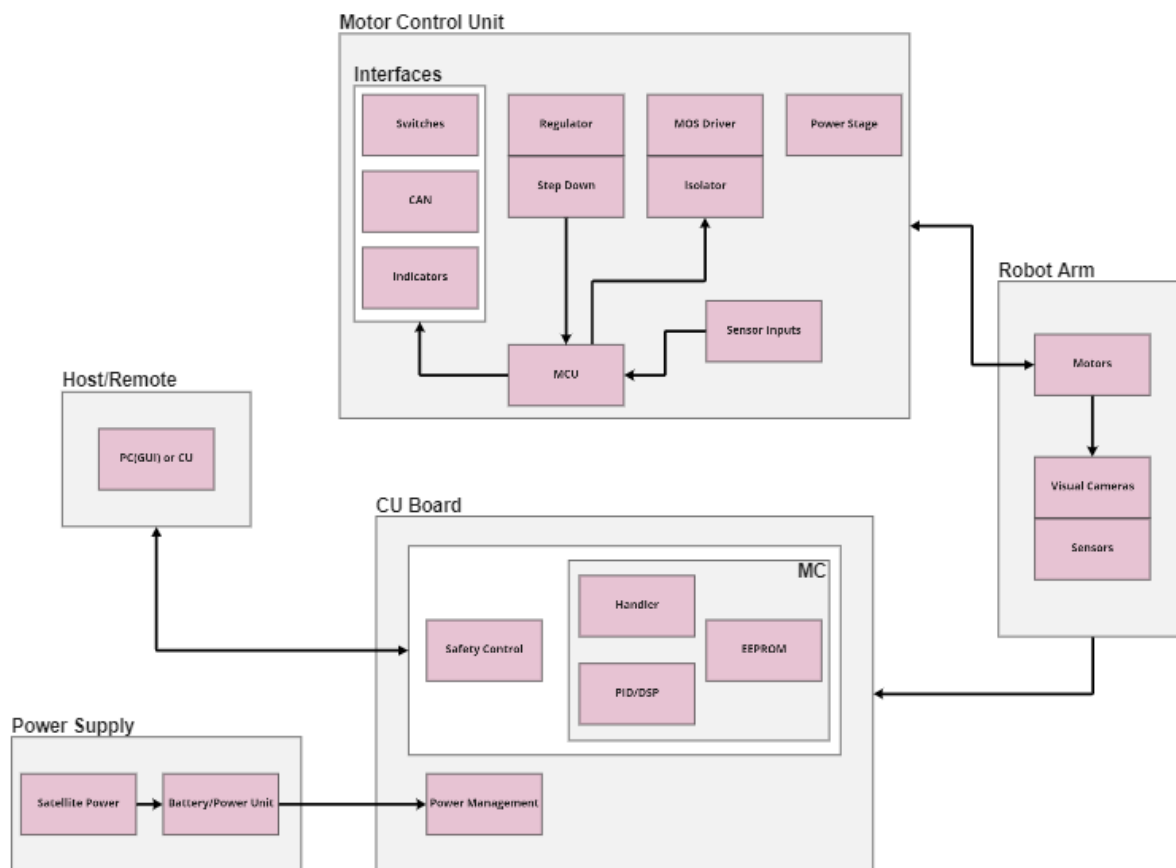 Motor Control Unit
Interfaces
Switches
CAN
Indicators
Regulator
Step Down
MOS Driver
Isolator
Power Stage
Sensor Inputs
MCU
Robot Arm
Motors
Visual Cameras
Sensors
Host/Remote
PC(GUI) or CU
CU Board
MC
Handler
Safety Control
EEPROM
PID/DSP
Power Management
Power Supply
Satellite Power
Battery/Power Unit